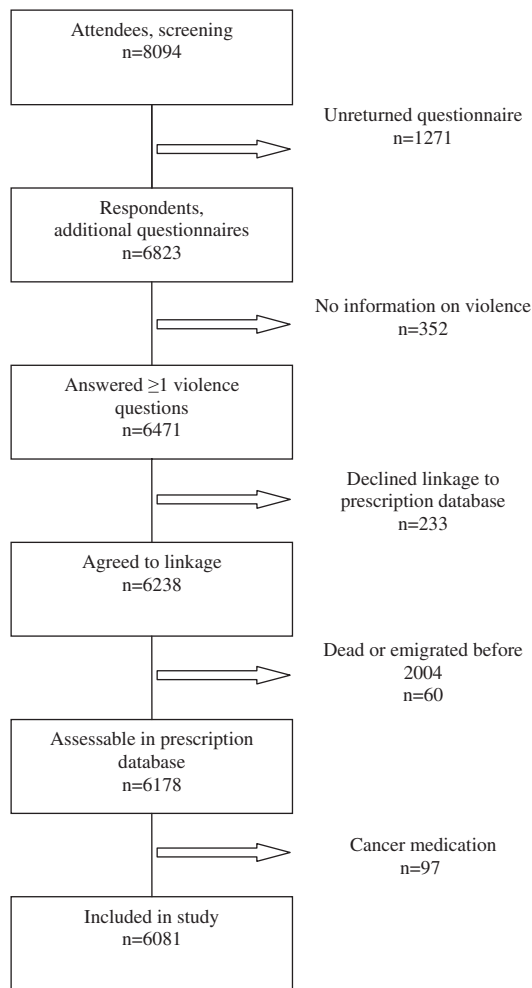 Attendees, screening
n=8094
Unreturned questionnaire
n=1271
Respondents,
additional questionnaires
n=6823
No information on violence
n=352
Answered ≥1 violence
questions
n=6471
Declined linkage to
prescription database
n=233
Agreed to linkage
n=6238
Dead or emigrated before
2004
n=60
Assessable in prescription
database
n=6178
Cancer medication
n=97
Included in study
n=6081